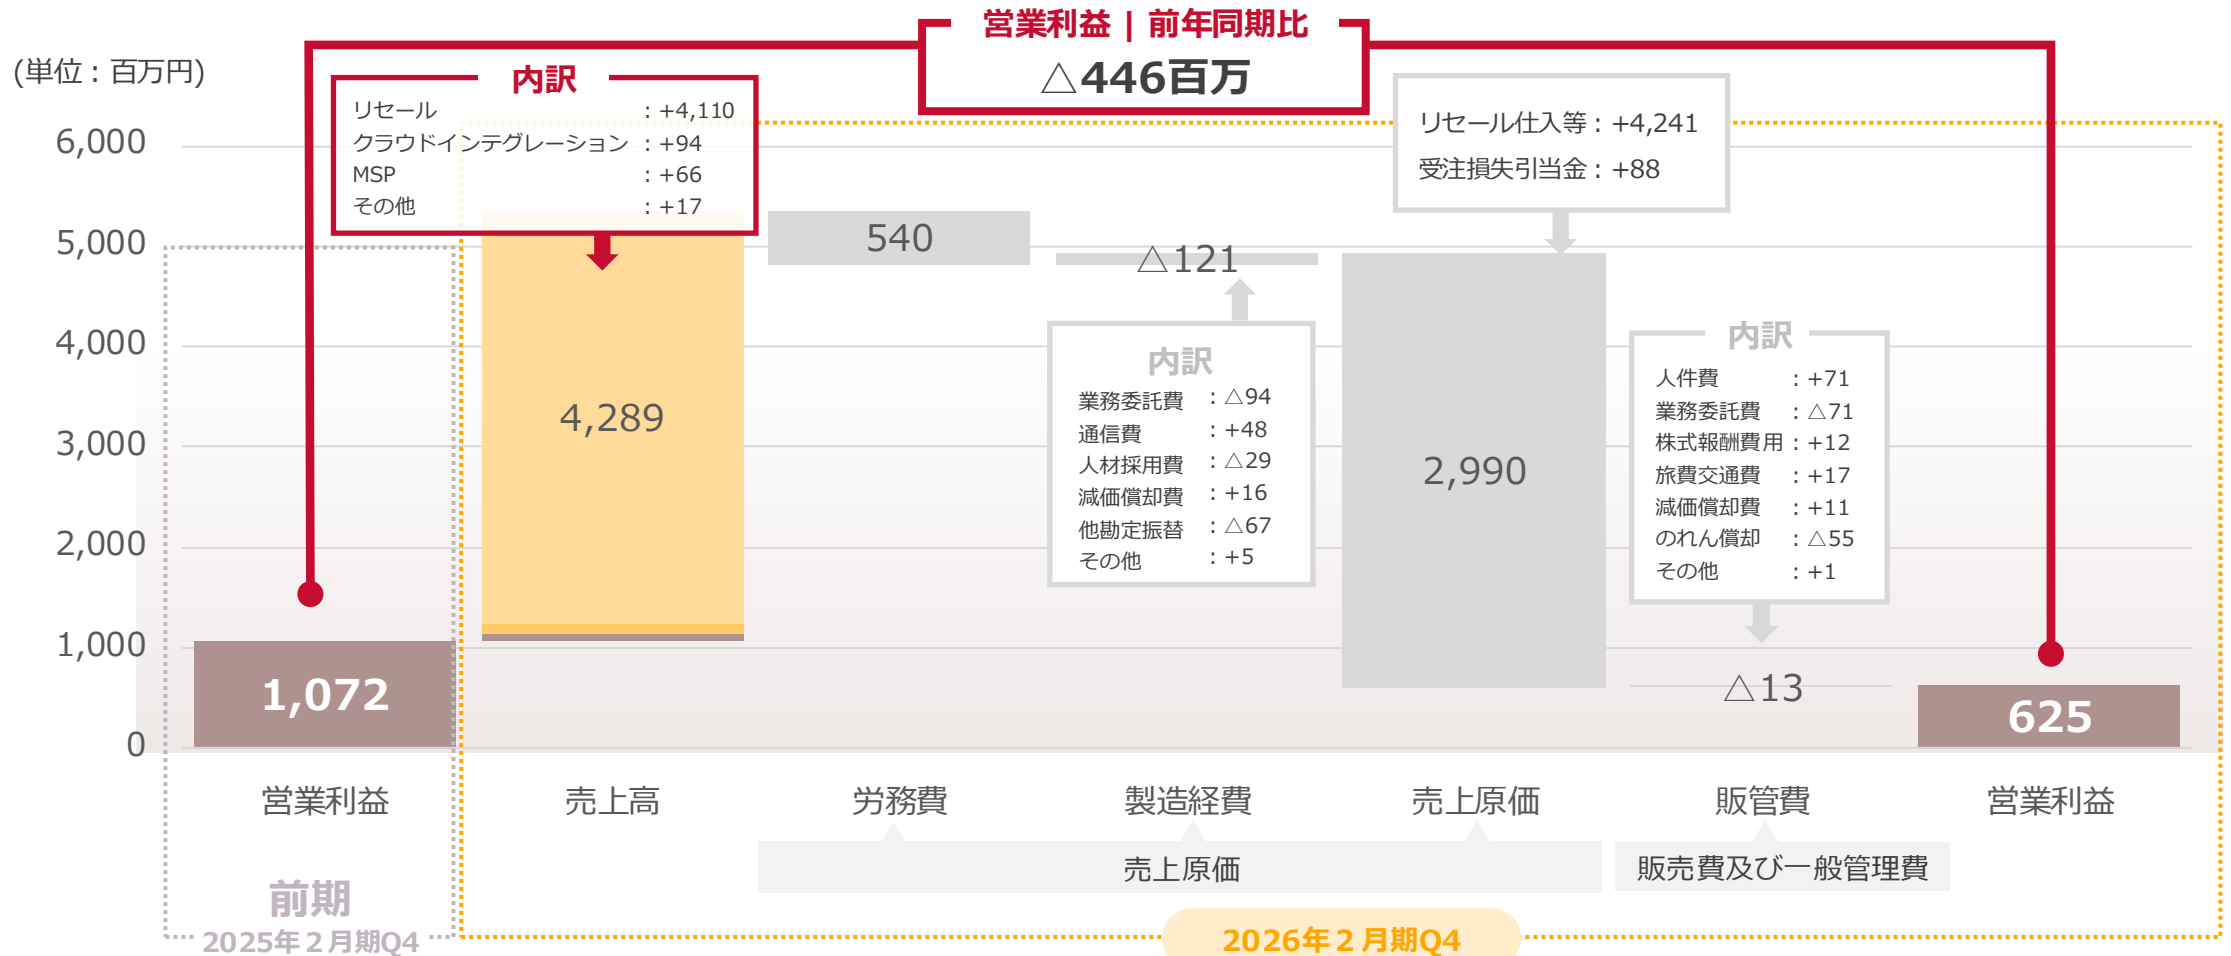 営業利益 | 前年同期比
△446百万
(単位：百万円)
内訳
リセール ：+4,110
クラウドインテグレーション ：+94
MSP ：+66
その他 ：+17
リセール仕入等：+4,241
受注損失引当金：+88
6,000
5,000
4,000
3,000
2,000
1,000
0
1,072
4,289
540
△121
内訳
業務委託費 ：△94
通信費 ：+48
人材採用費 ：△29
減価償却費 ：+16
他勘定振替 ：△67
その他 ：+5
2,990
内訳
人件費 ：+71
業務委託費 ：△71
株式報酬費用：+12
旅費交通費 ：+17
減価償却費 ：+11
のれん償却 ：△55
その他 ：+1
△13
625
営業利益
売上高
労務費
製造経費
売上原価
販管費
営業利益
売上原価
販売費及び一般管理費
前期
2025年２月期Q4
2026年２月期Q4